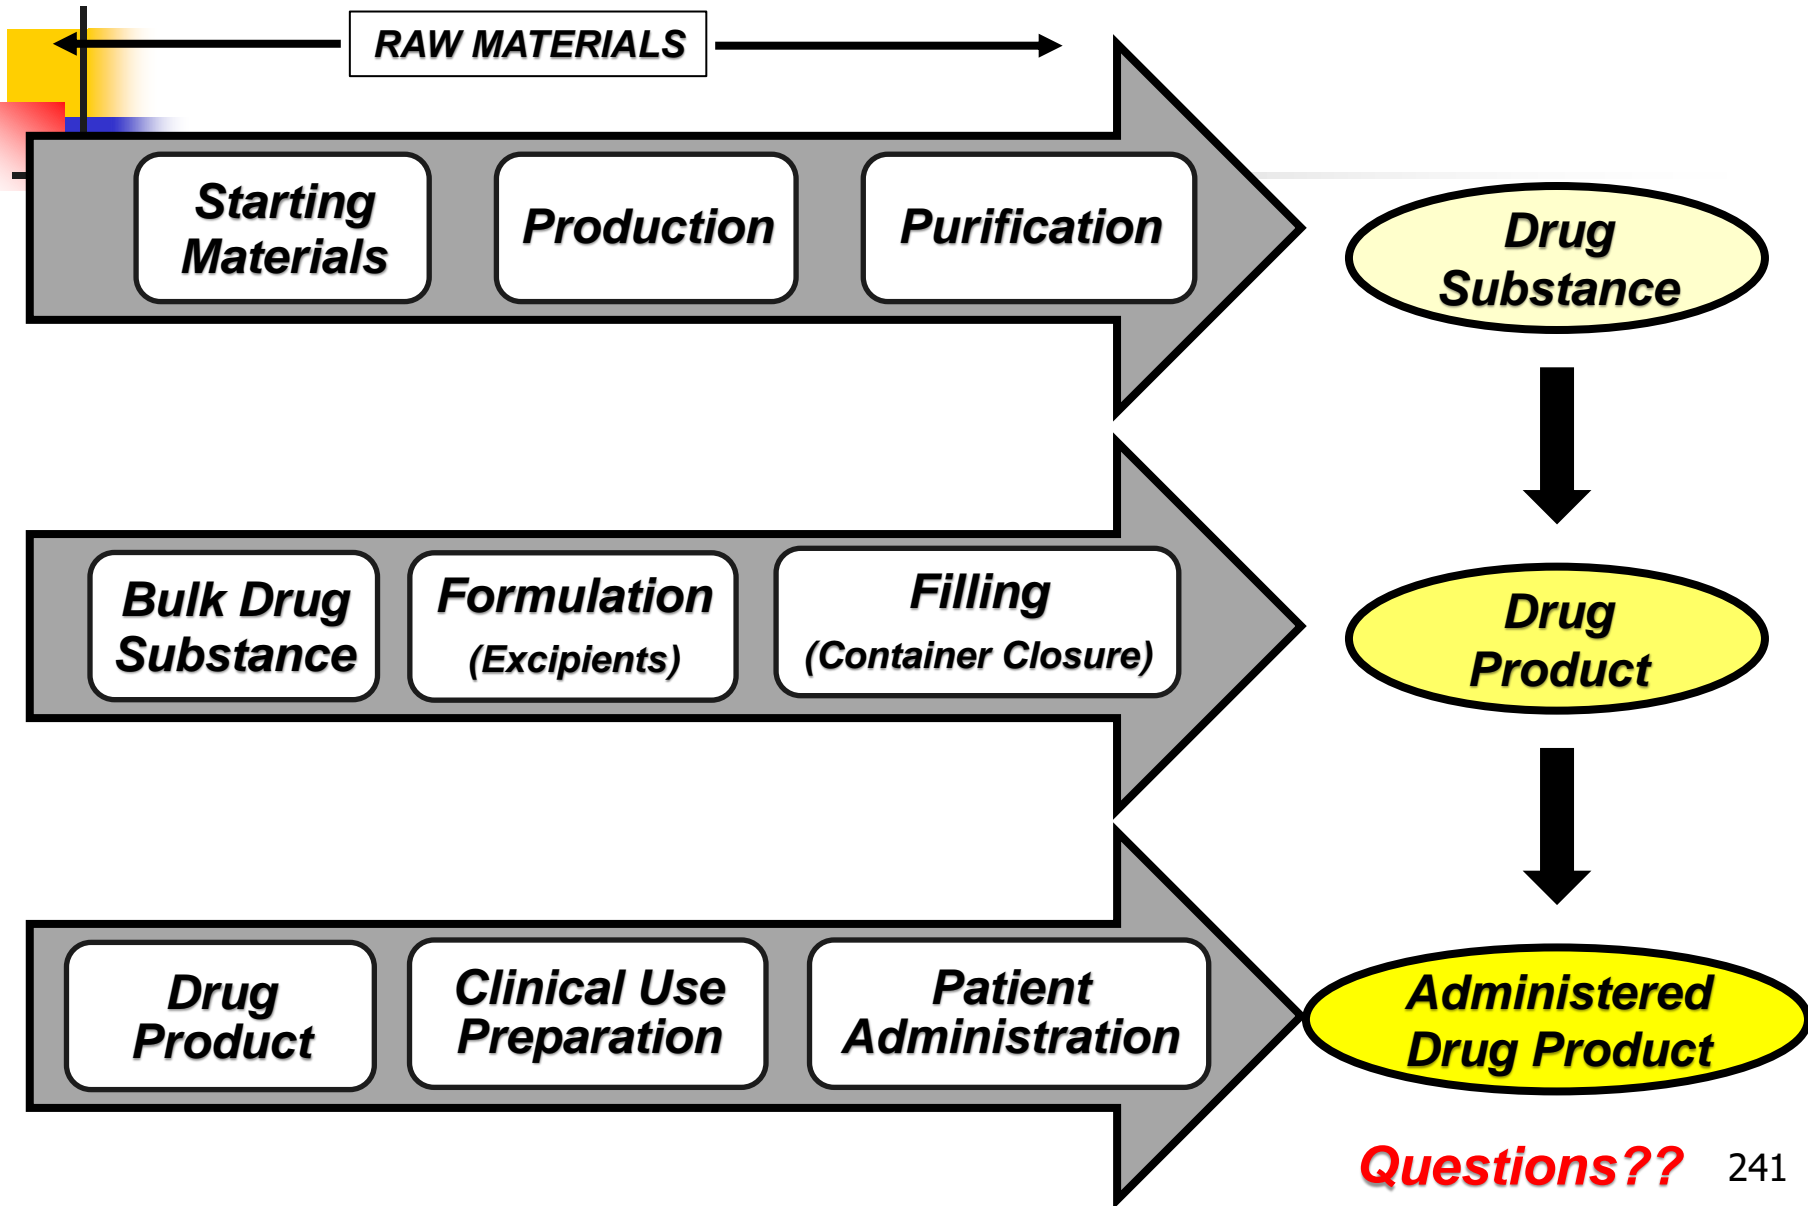 RAW MATERIALS
Starting
Materials
Production
Purification
Drug
Substance
Bulk Drug
Substance
Formulation
(Excipients)
Filling
(Container Closure)
Drug
Product
Drug
Product
Clinical Use
Preparation
Patient
Administration
Administered
Drug Product
Questions??
241